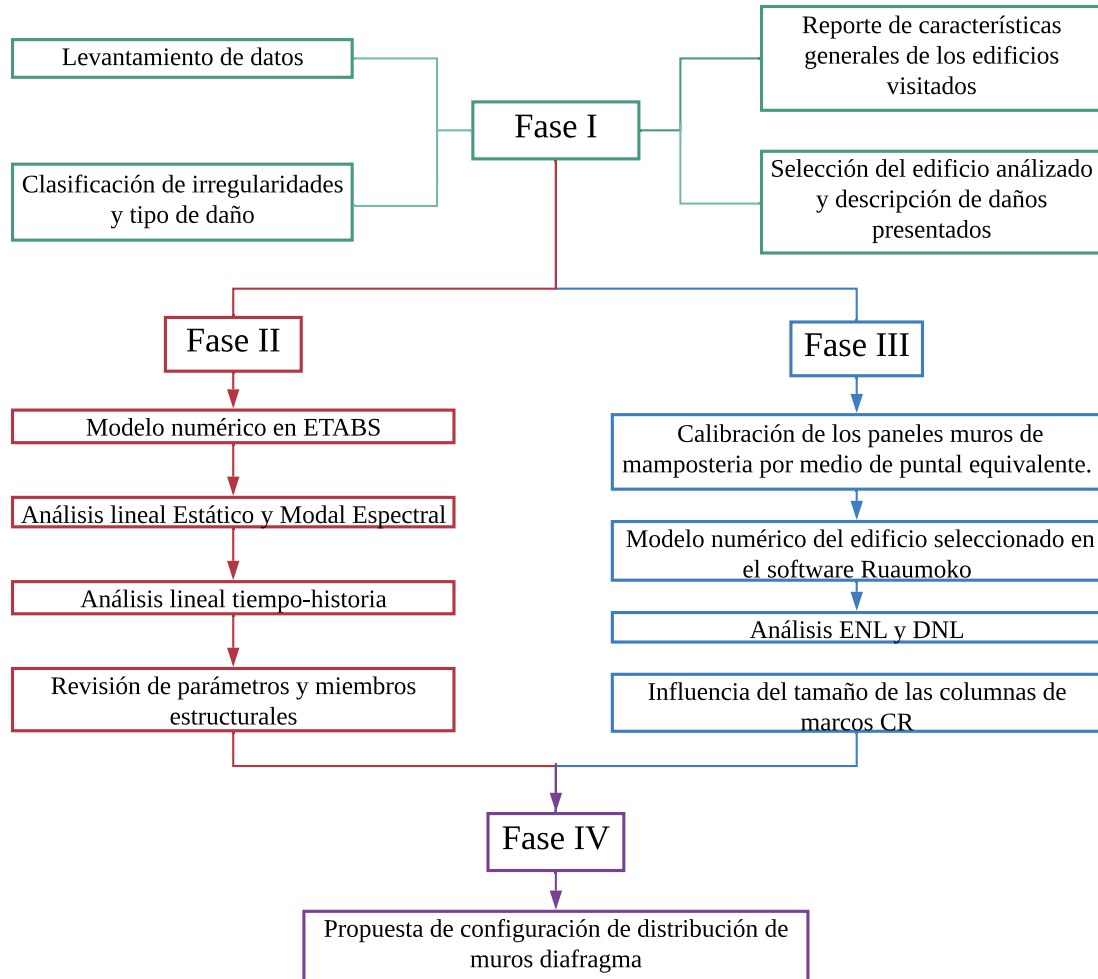 Levantamiento de datos
Clasificación de irregularidades
y tipo de daño
Fase I
Reporte de características
generales de los edificios
visitados
Selección del edificio análizado
y descripción de daños
presentados
Fase II
Modelo numérico en ETABS
Análisis lineal Estático y Modal Espectral
Análisis lineal tiempo-historia
Revisión de parámetros y miembros
estructurales
Fase III
Calibración de los paneles muros de
mamposteria por medio de puntal equivalente.
Modelo numérico del edificio seleccionado en
el software Ruaumoko
Análisis ENL y DNL
Influencia del tamaño de las columnas de
marcos CR
Fase IV
Propuesta de configuración de distribución de
muros diafragma